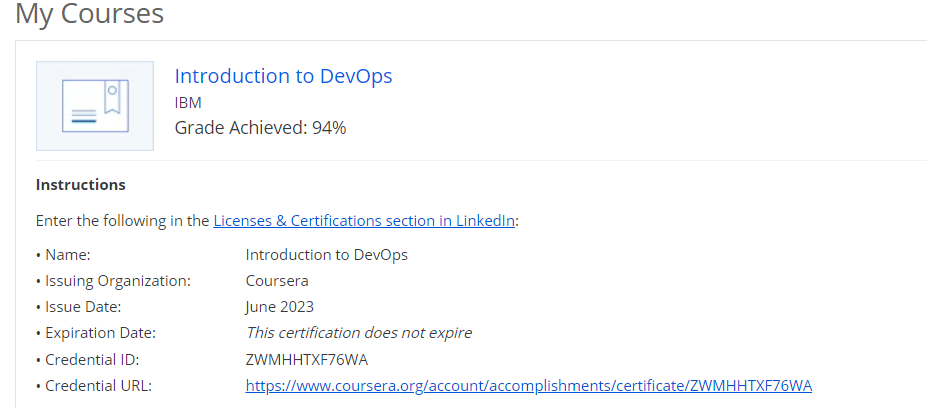 My Courses
Introduction to DevOps
IBM
Grade Achieved: 94%
Instructions
Enter the following in the Licenses & Certifications section in LinkedIn:
• Name: Introduction to DevOps
• Issuing Organization: Coursera
• Issue Date: June 2023
• Expiration Date: This certification does not expire
• Credential ID: ZWMHHTXF76WA
• Credential URL: https://www.coursera.org/account/accomplishments/certificate/ZWMHHTXF76WA